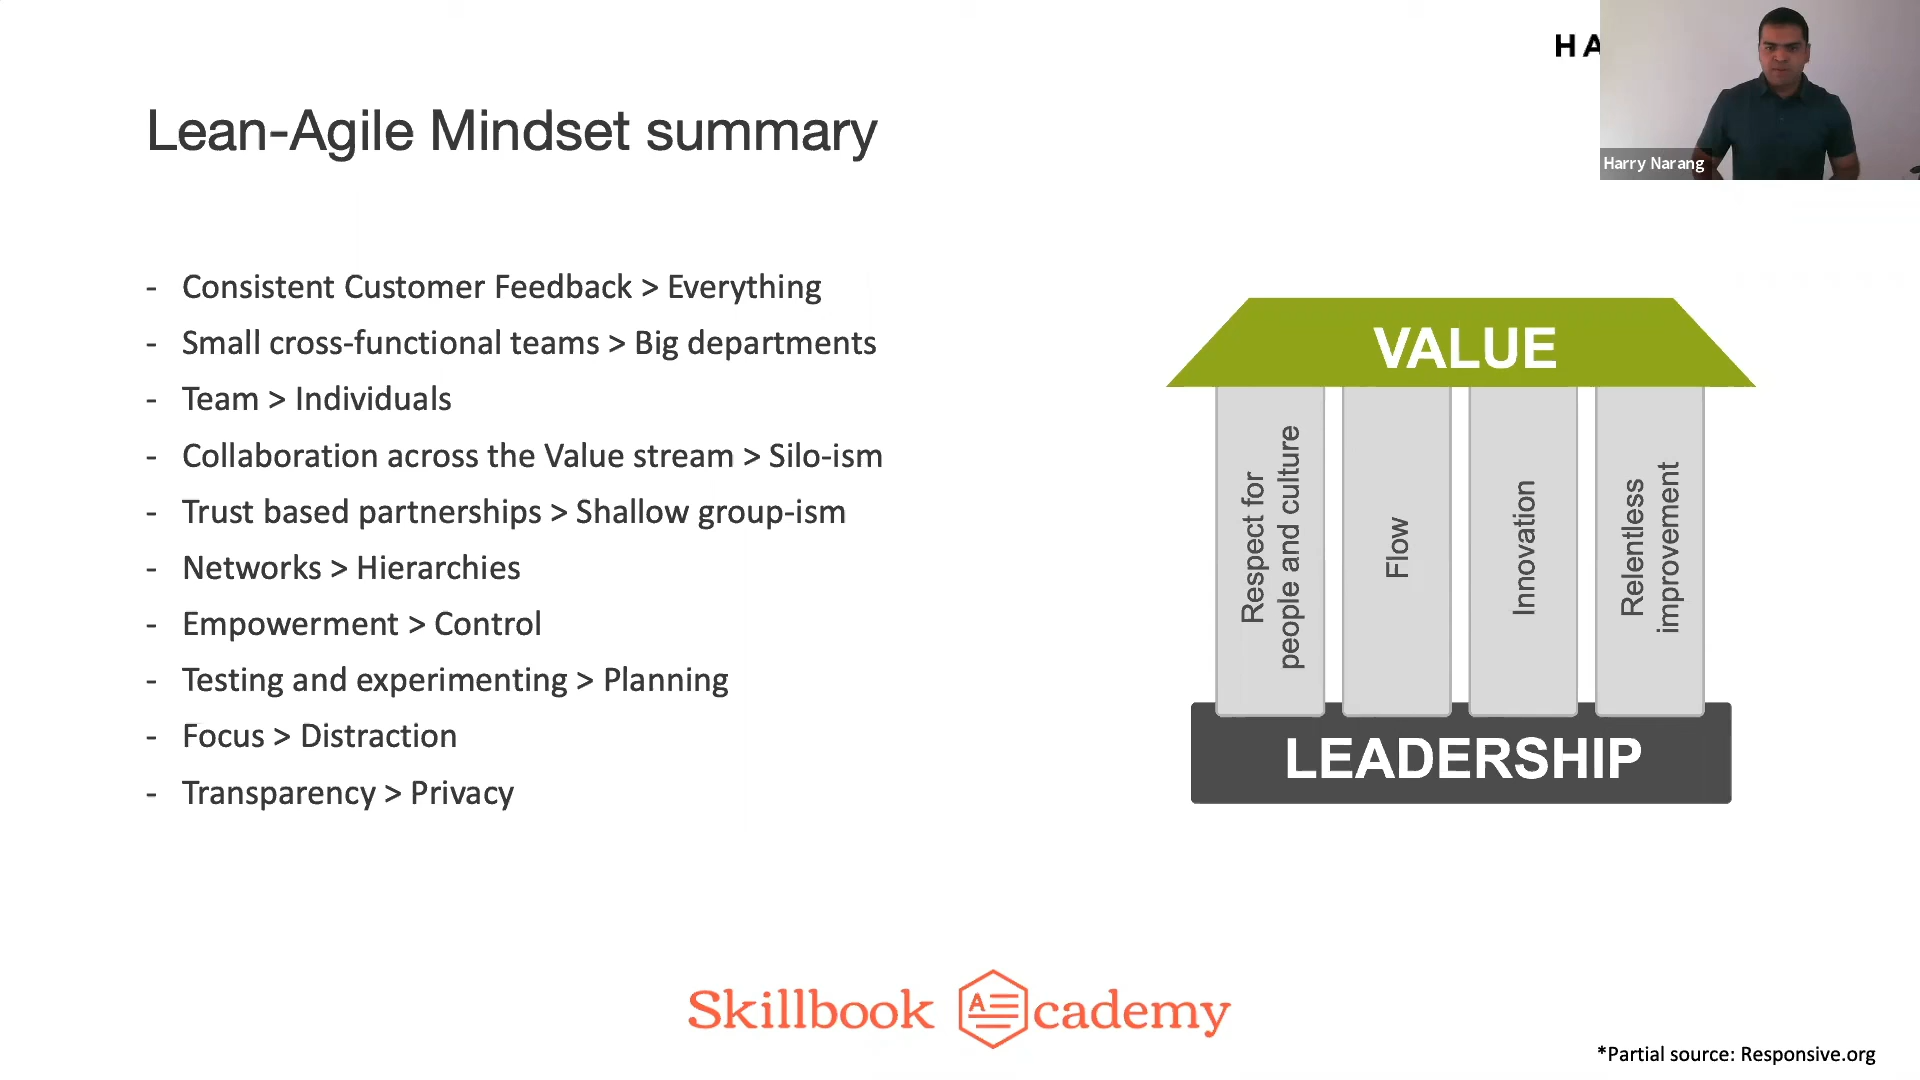 HA
Harry Narang
Lean-Agile Mindset summary
- Consistent Customer Feedback > Everything
- Small cross-functional teams > Big departments
- Team > Individuals
- Collaboration across the Value stream > Silo-ism
- Trust based partnerships > Shallow group-ism
- Networks > Hierarchies
- Empowerment > Control
- Testing and experimenting > Planning
- Focus > Distraction
- Transparency > Privacy
VALUE
Respect for
people and culture
Flow
Innovation
Relentless
improvement
LEADERSHIP
Skillbook Academy
*Partial source: Responsive.org